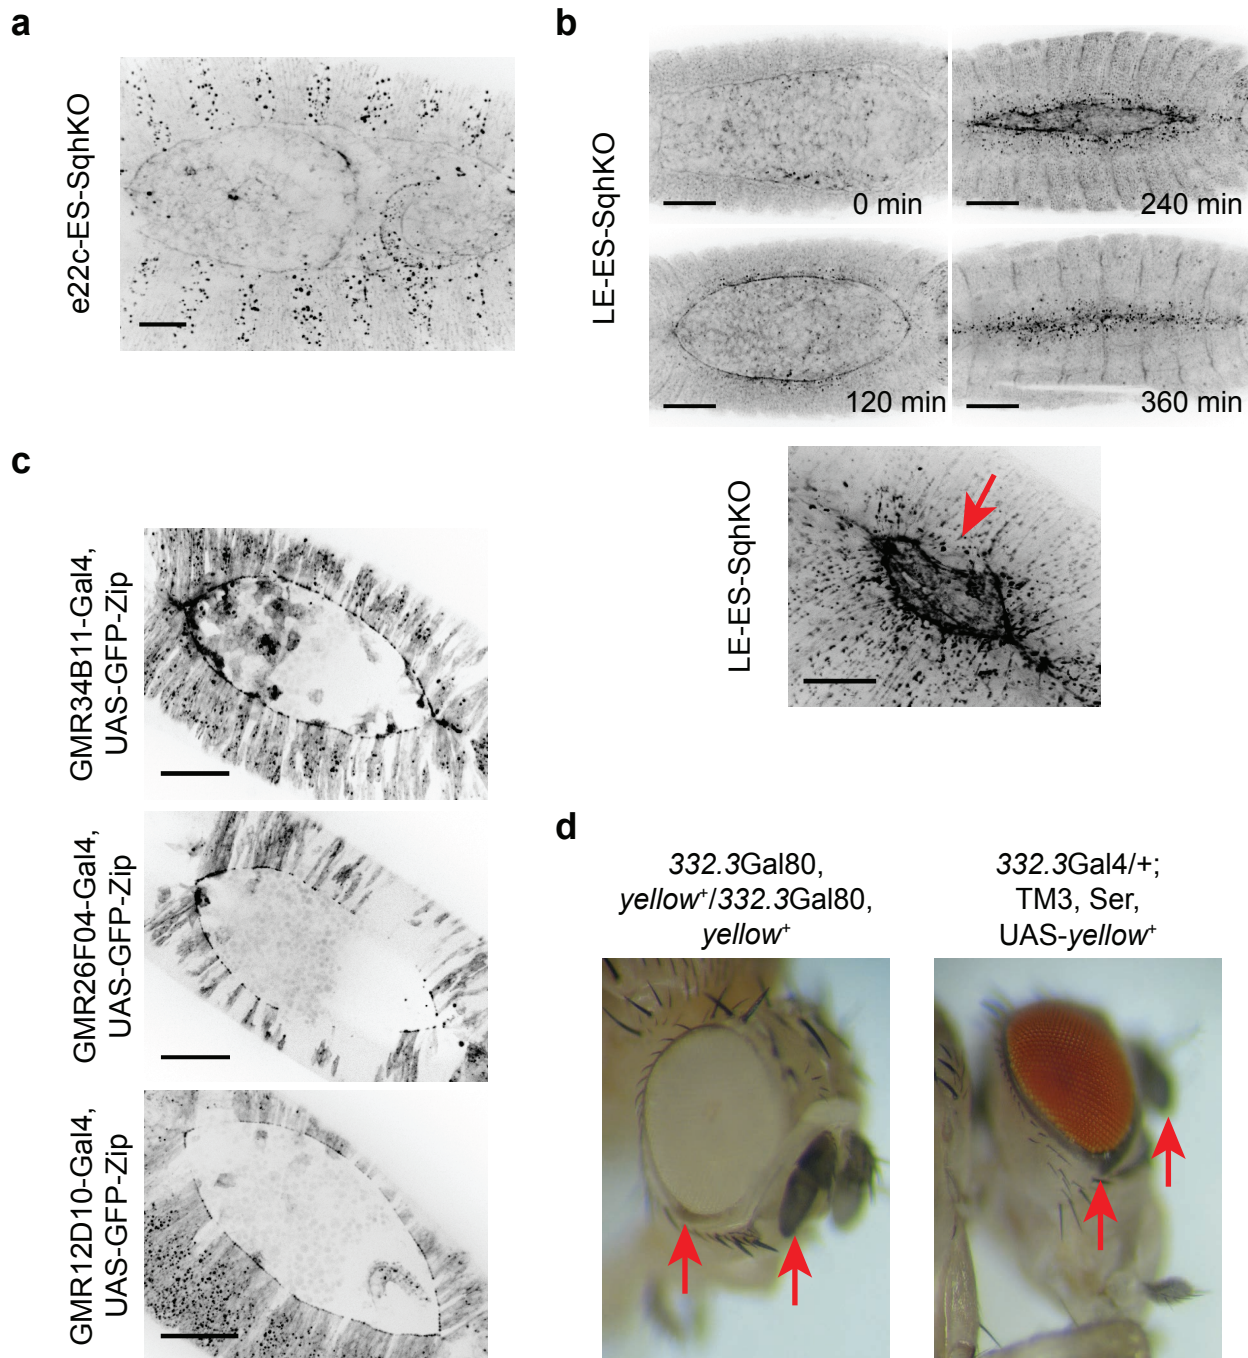 a
e22c-ES-SqhKO
b
LE-ES-SqhKO
0 min
240 min
120 min
360 min
LE-ES-SqhKO
c
GMR34B11-Gal4,
UAS-GFP-Zip
GMR26F04-Gal4,
UAS-GFP-Zip
GMR12D10-Gal4,
UAS-GFP-Zip
d
332.3Gal80,
yellow⁺/332.3Gal80,
yellow⁺
332.3Gal4/+;
TM3, Ser,
UAS-yellow⁺